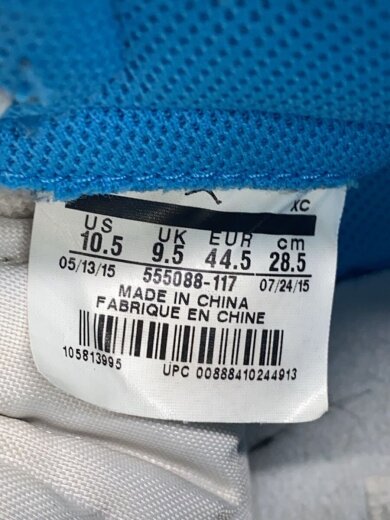 XC
US UK EUR cm
10.5 9.5 44.5 28.5
05/13/15 555088-117 07/24/15
MADE IN CHINA
FABRIQUE EN CHINE
105813995
UPC 00888410244913